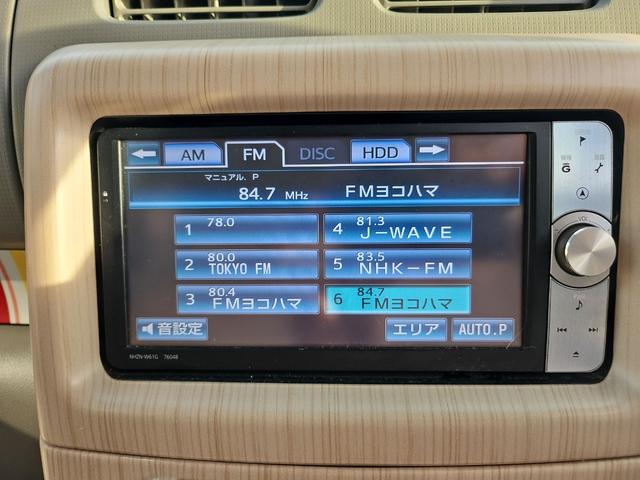 AM FM DISC HDD
マニュアル. P
84.7 MHz FMヨコハマ
1 78.0
2 80.0 TOKYO FM
3 80.4 FMヨコハマ
4 81.3 J-WAVE
5 83.5 NHK-FM
6 84.7 FMヨコハマ
音設定 エリア AUTO.P
NHZN-W61G 76048
VOL
G